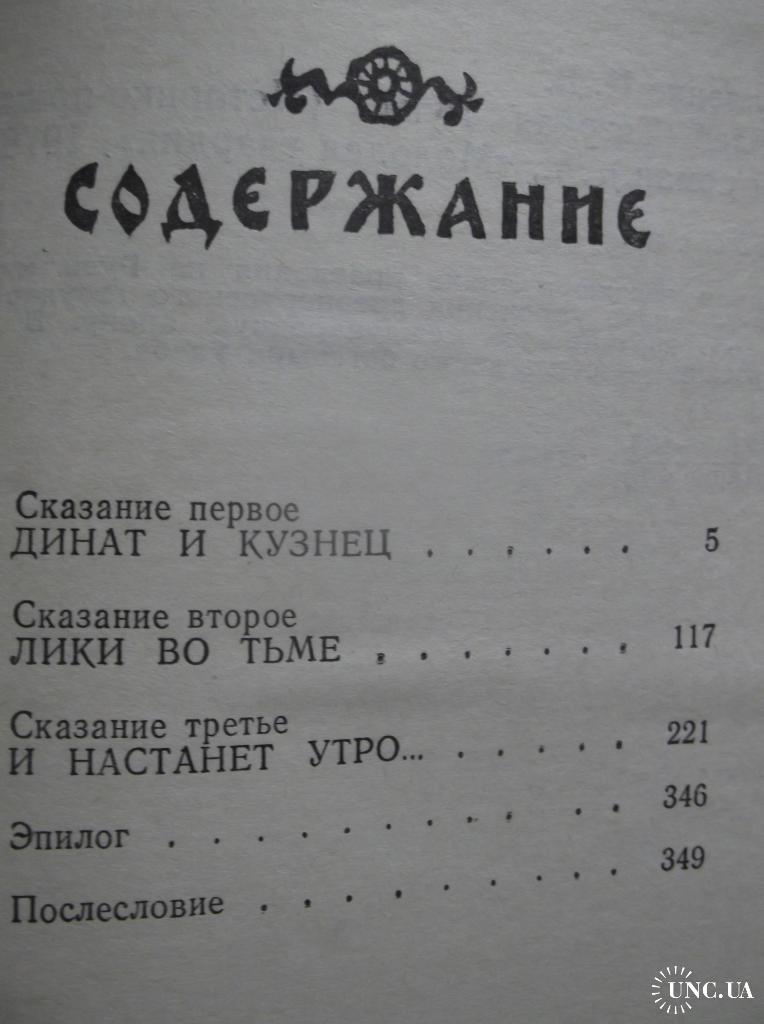 СОДЕРЖАНИЕ
Сказание первое
ДИНАТ И КУЗНЕЦ . . . . . . 5
Сказание второе
ЛИКИ ВО ТЬМЕ . . . . . . . 117
Сказание третье
И НАСТАНЕТ УТРО... . . . . . 221
Эпилог . . . . . . . . . . . 346
Послесловие . . . . . . . . . 349
UNC.UA